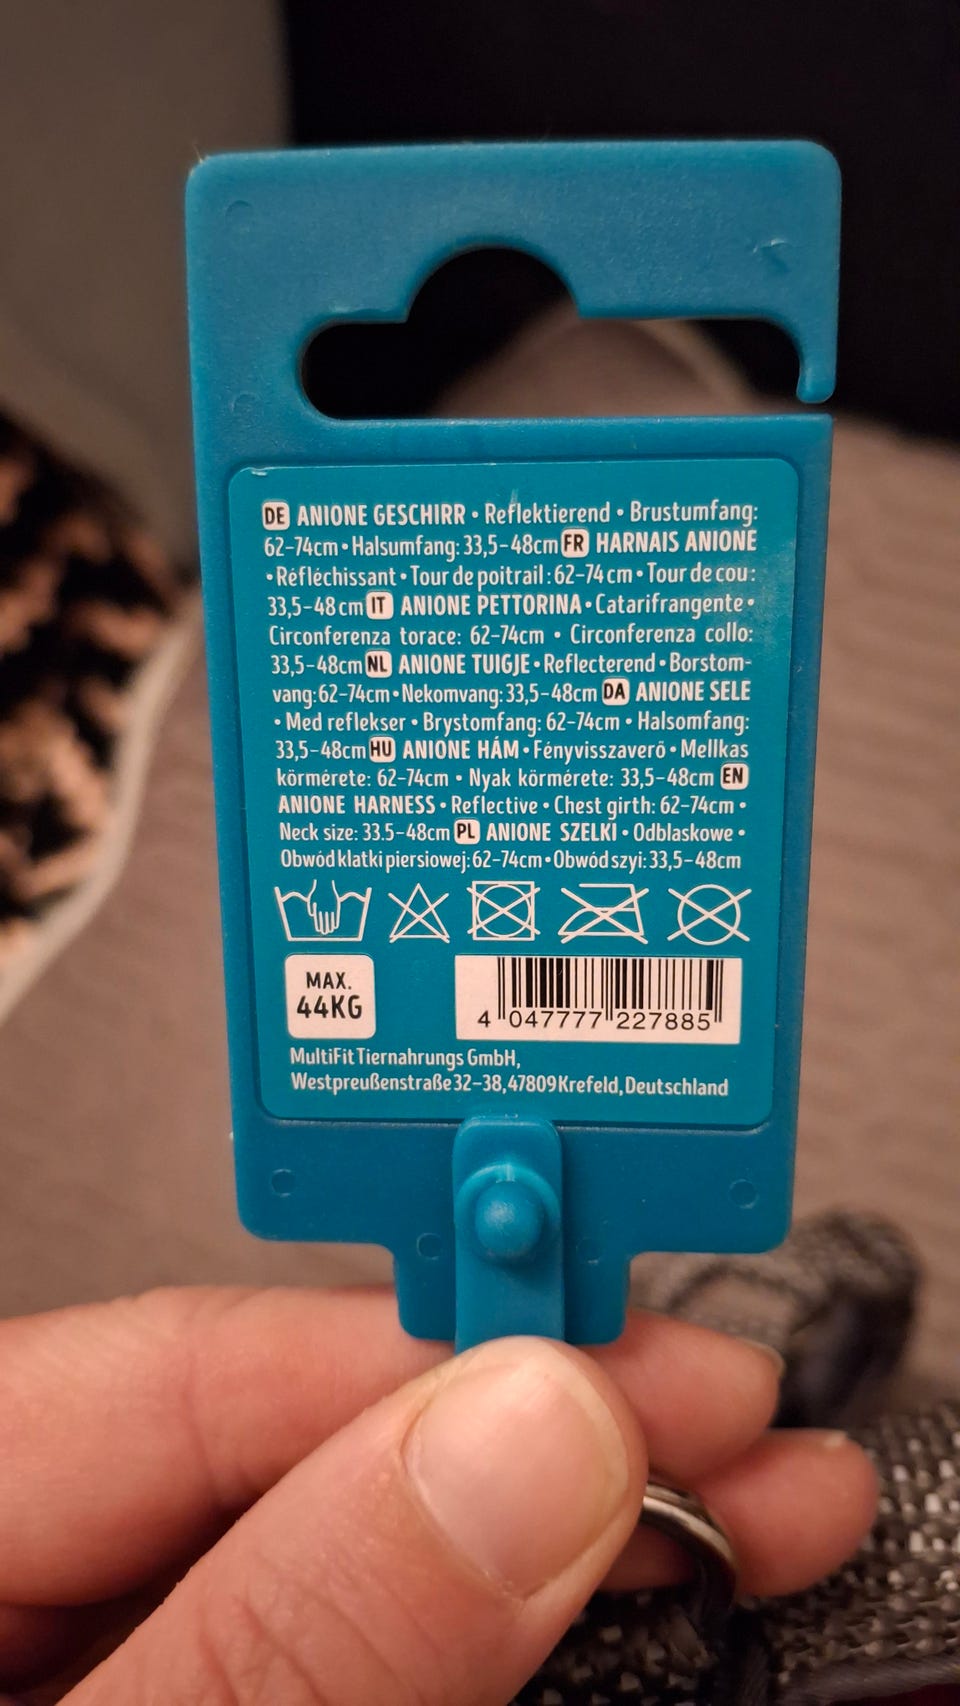 DE ANIONE GESCHIRR • Reflektierend • Brustumfang:
62-74cm • Halsumfang: 33,5-48cm FR HARNAIS ANIONE
• Réfléchissant • Tour de poitrail : 62-74 cm • Tour de cou :
33,5-48 cm IT ANIONE PETTORINA • Catarifrangente •
Circonferenza torace: 62-74cm • Circonferenza collo:
33,5-48cm NL ANIONE TUIGJE • Reflecterend • Borstom-
vang: 62-74cm • Nekomvang: 33,5-48cm DA ANIONE SELE
• Med reflekser • Brystomfang: 62-74cm • Halsomfang:
33,5-48cm HU ANIONE HÁM • Fényvisszaverő • Mellkas
körmérete: 62-74cm • Nyak körmérete: 33,5-48cm EN
ANIONE HARNESS • Reflective • Chest girth: 62-74cm •
Neck size: 33.5-48cm PL ANIONE SZELKI • Odblaskowe •
Obwód klatki piersiowej: 62-74cm • Obwód szyi: 33,5-48cm
MAX.
44KG
4 047777 227885
MultiFit Tiernahrungs GmbH,
Westpreußenstraße 32-38, 47809 Krefeld, Deutschland